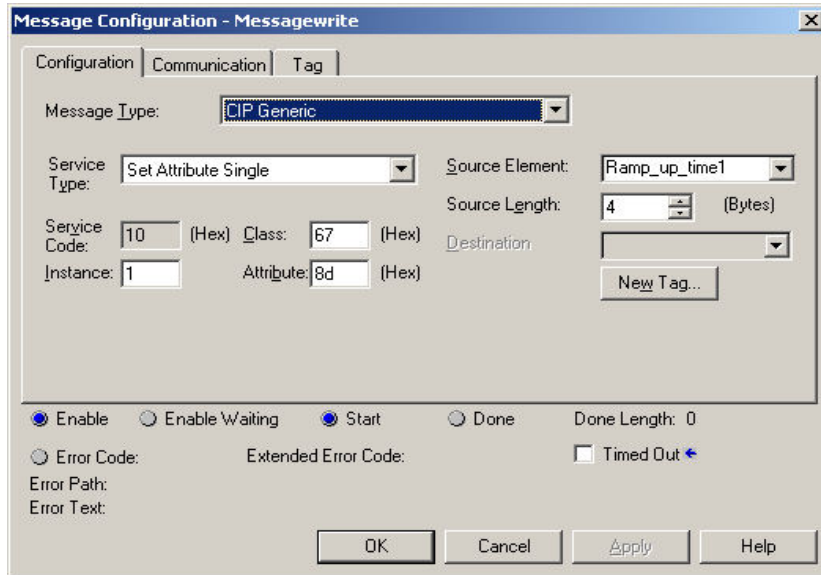 Message Configuration - Messagewrite
Configuration Communication Tag
Message Type: CIP Generic
Service Type: Set Attribute Single
Source Element: Ramp_up_time1
Source Length: 4 (Bytes)
Service Code: 10 (Hex) Class: 67 (Hex)
Destination
Instance: 1 Attribute: 8d (Hex)
New Tag...
Enable Enable Waiting Start Done Done Length: 0
Error Code: Extended Error Code: Timed Out
Error Path:
Error Text:
OK Cancel Apply Help